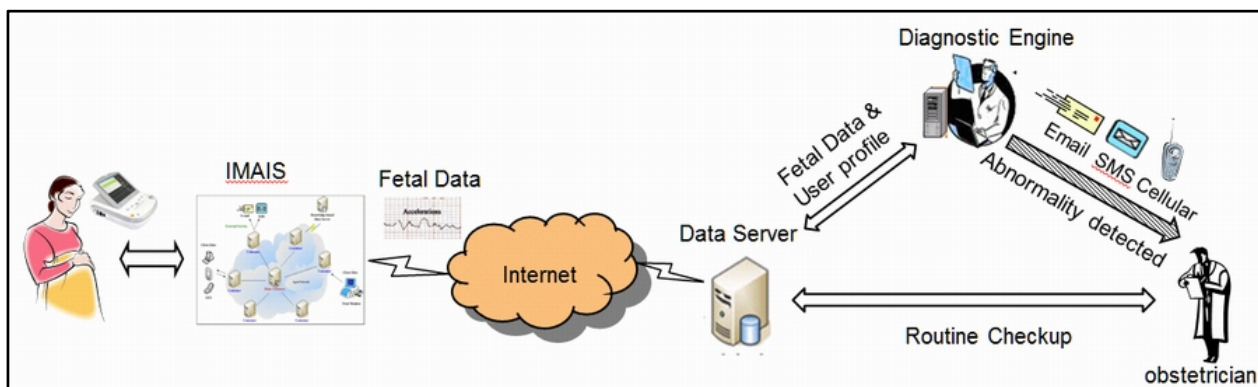 Diagnostic Engine
IMAIS
Fetal Data
Accelerations
Internet
Data Server
Fetal Data &
User profile
Email SMS Cellular
Abnormality detected
Routine Checkup
obstetrician